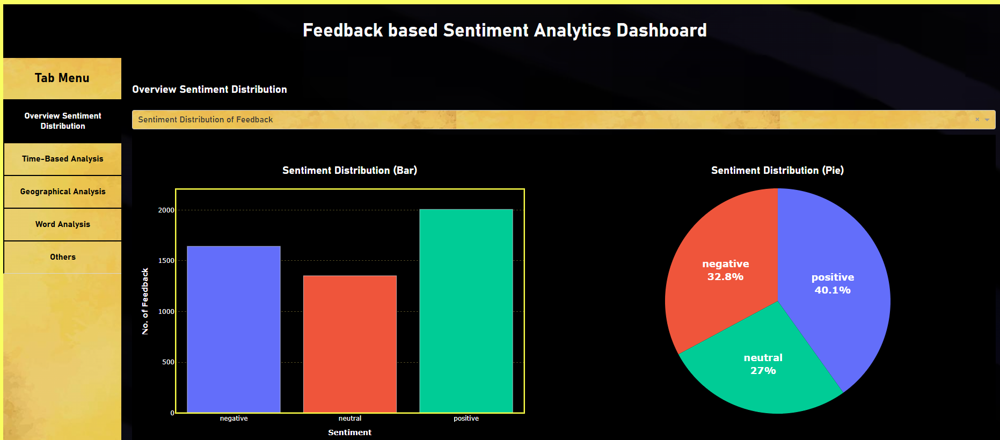 Feedback based Sentiment Analytics Dashboard
Tab Menu
Overview Sentiment
Distribution
Time-Based Analysis
Geographical Analysis
Word Analysis
Others
Overview Sentiment Distribution
Sentiment Distribution of Feedback
×
Sentiment Distribution (Bar)
No. of Feedback
2000
1500
1000
500
0
negative
neutral
positive
Sentiment
Sentiment Distribution (Pie)
negative
32.8%
positive
40.1%
neutral
27%